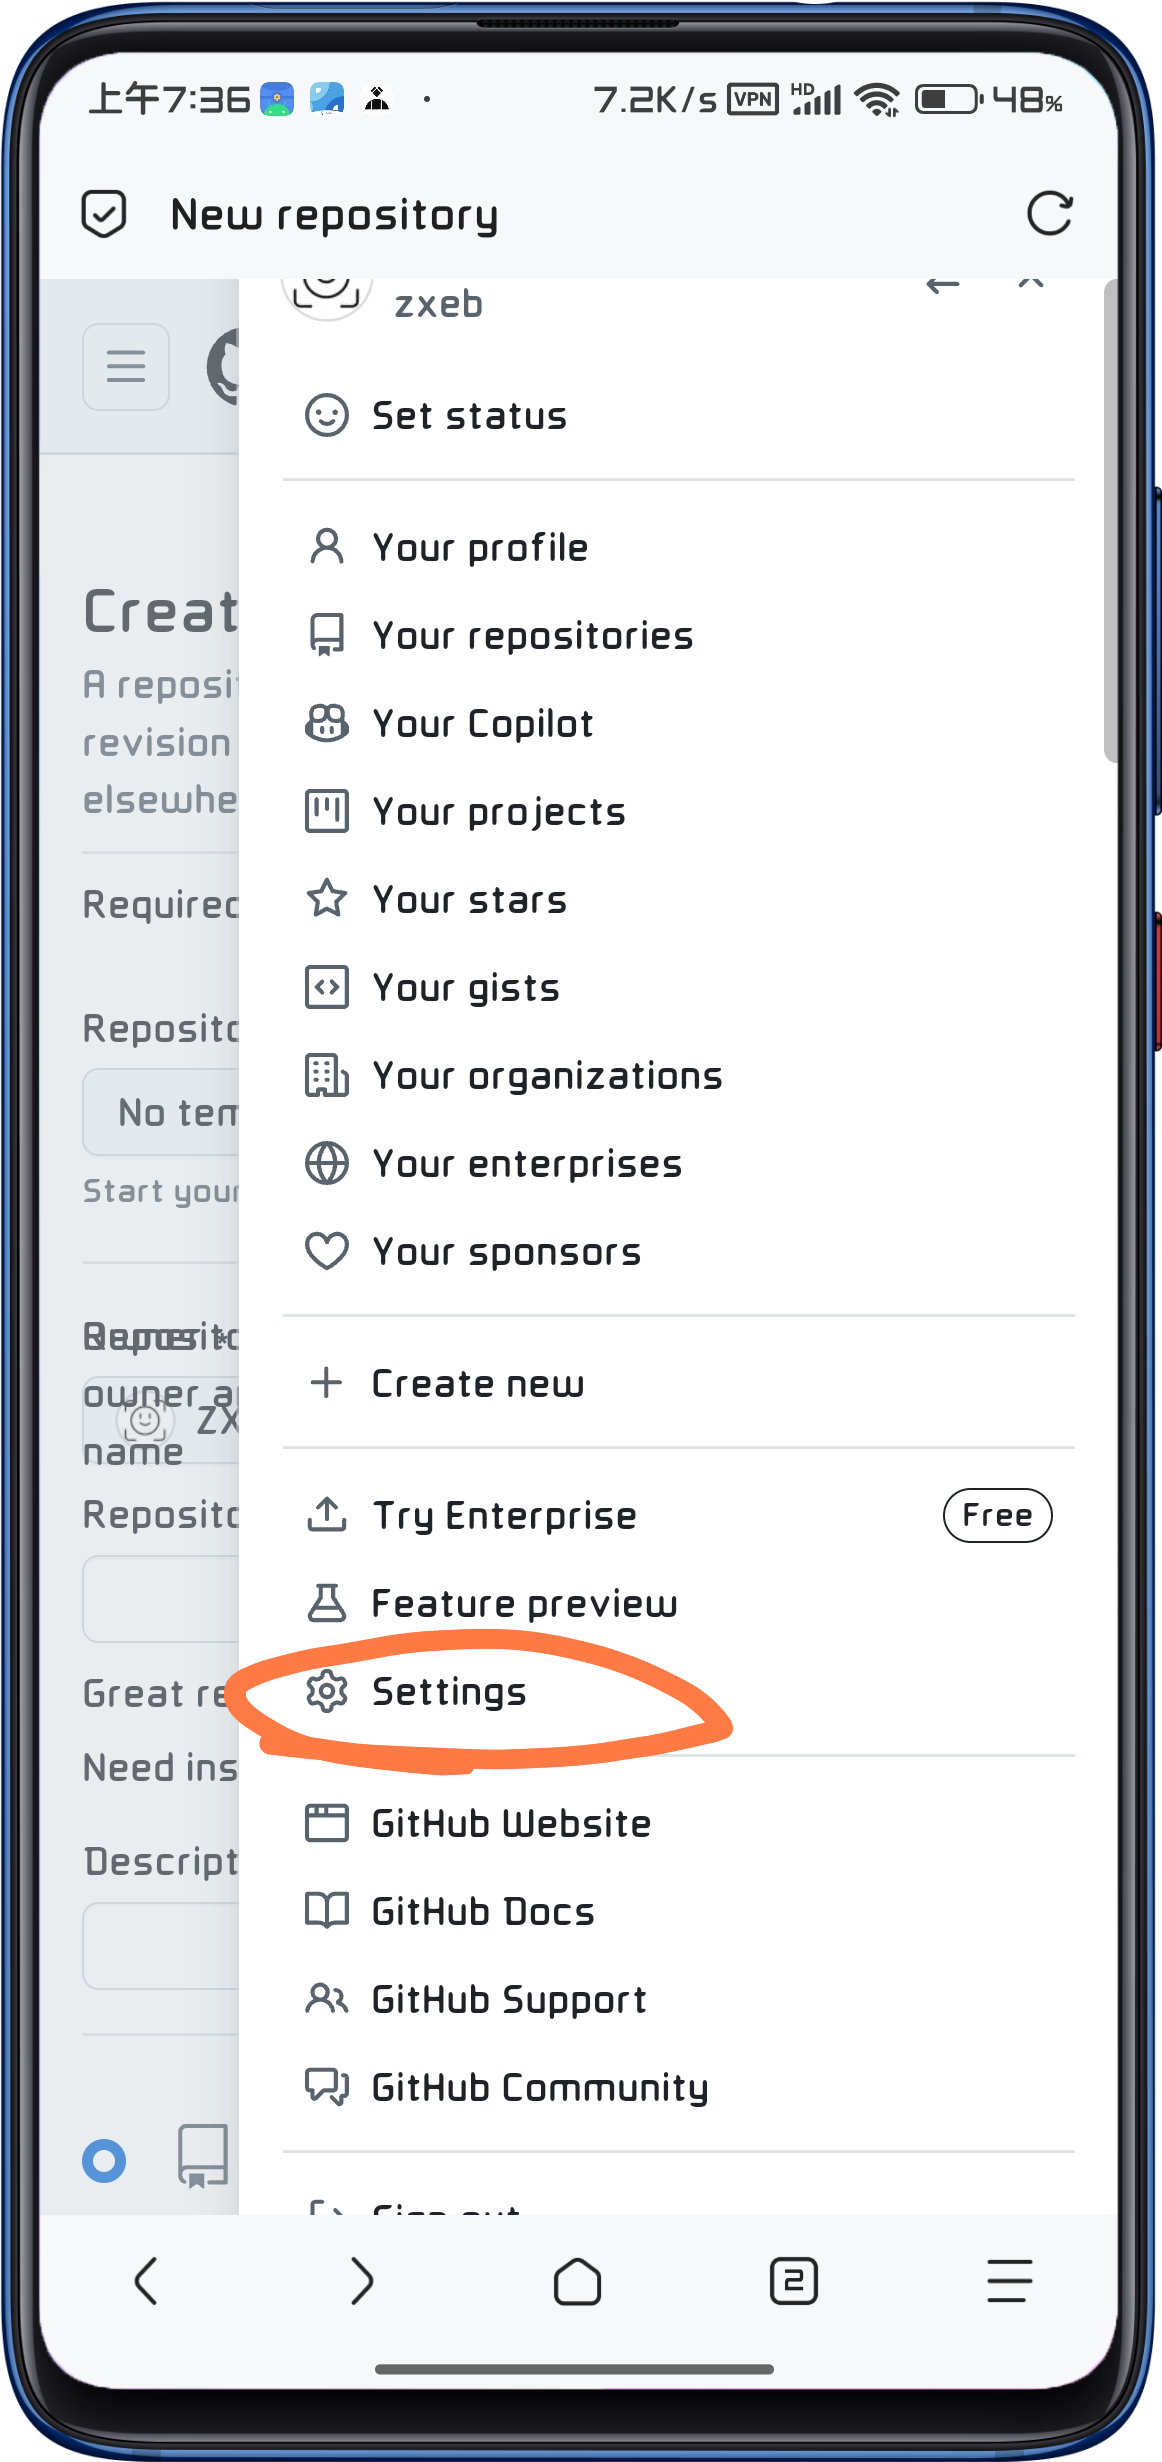 上午7:36
7.2K/s VPN HD 48%
New repository
zxeb
Set status
Your profile
Your repositories
Your Copilot
Your projects
Your stars
Your gists
Your organizations
Your enterprises
Your sponsors
Create new
Try Enterprise Free
Feature preview
Settings
GitHub Website
GitHub Docs
GitHub Support
GitHub Community
Sign out
Creat
A reposi
revision
elsewhe
Required
Reposito
No tem
Start your
Reposito
owner a
name
zx
Reposito
Great re
Need ins
Descript
2